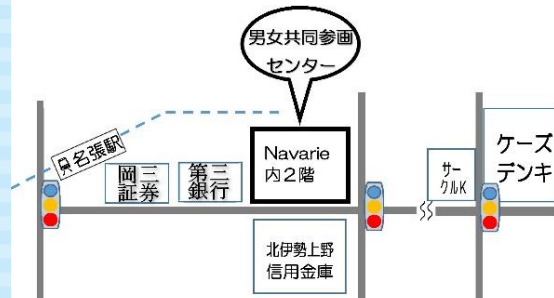 男女共同参画
センター
名張駅
岡三
証券
第三
銀行
Navarie
内2階
サー
クルK
ケーズ
デンキ
北伊勢上野
信用金庫